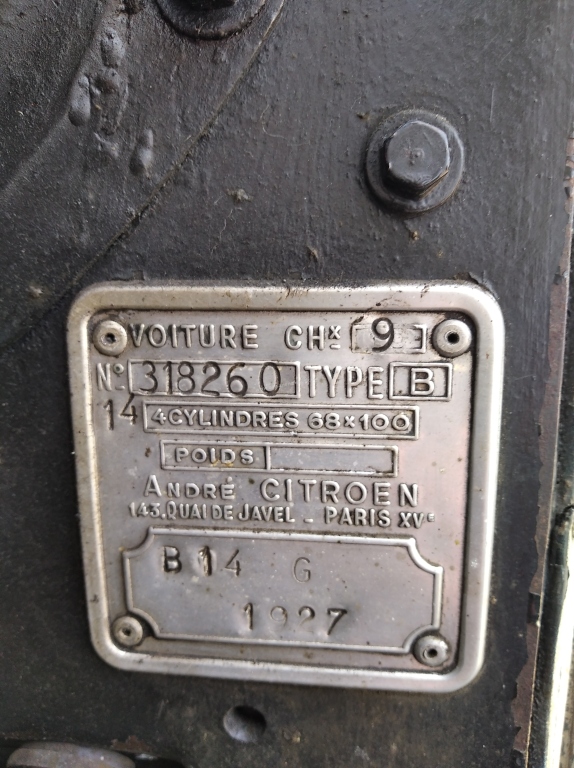 VOITURE CHX 9
Nº 318260 TYPE B
14 4 CYLINDRES 68x100
POIDS
ANDRÉ CITROEN
143, QUAI DE JAVEL - PARIS XVe
B 14 G
1927